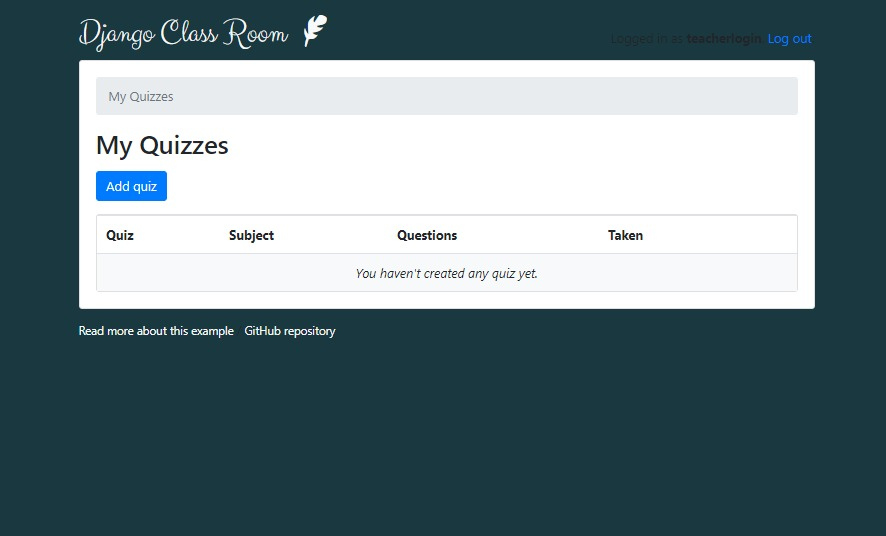 Django Class Room
Logged in as teacherlogin. Log out.
My Quizzes
My Quizzes
Add quiz
Quiz Subject Questions Taken
You haven't created any quiz yet.
Read more about this example GitHub repository